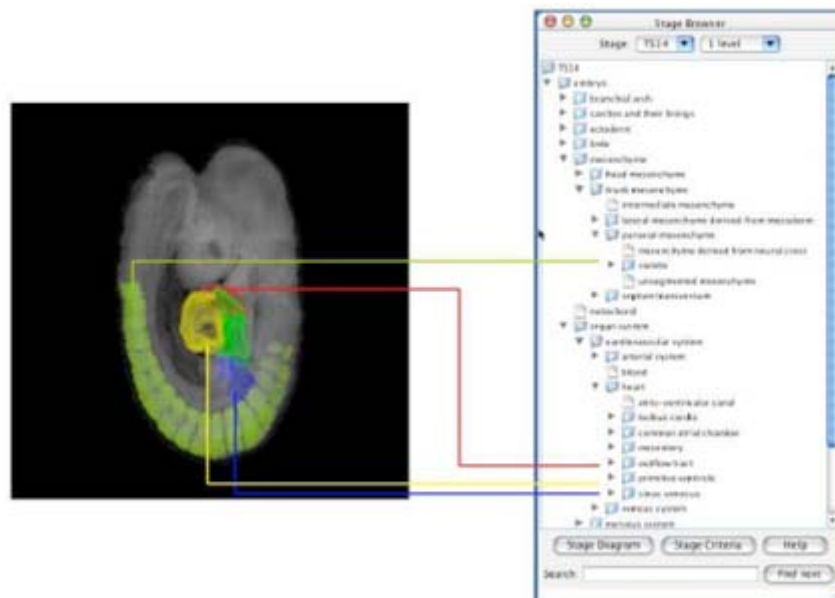 Stage Browser
Stage: TS14 1 level
TS14
embryo
branchial arch
cavities and their linings
ectoderm
limb
mesenchyme
head mesenchyme
trunk mesenchyme
intermediate mesenchyme
lateral mesenchyme derived from mesoderm
paraxial mesenchyme
mesenchyme derived from neural crest
somite
unsegmented mesenchyme
septum transversum
notochord
organ system
cardiovascular system
arterial system
blood
heart
atrio-ventricular canal
bulbus cordis
common atrial chamber
mesentery
outflow tract
primitive ventricle
sinus venosus
venous system
nervous system
Stage Diagram Stage Criteria Help
Search: Find next